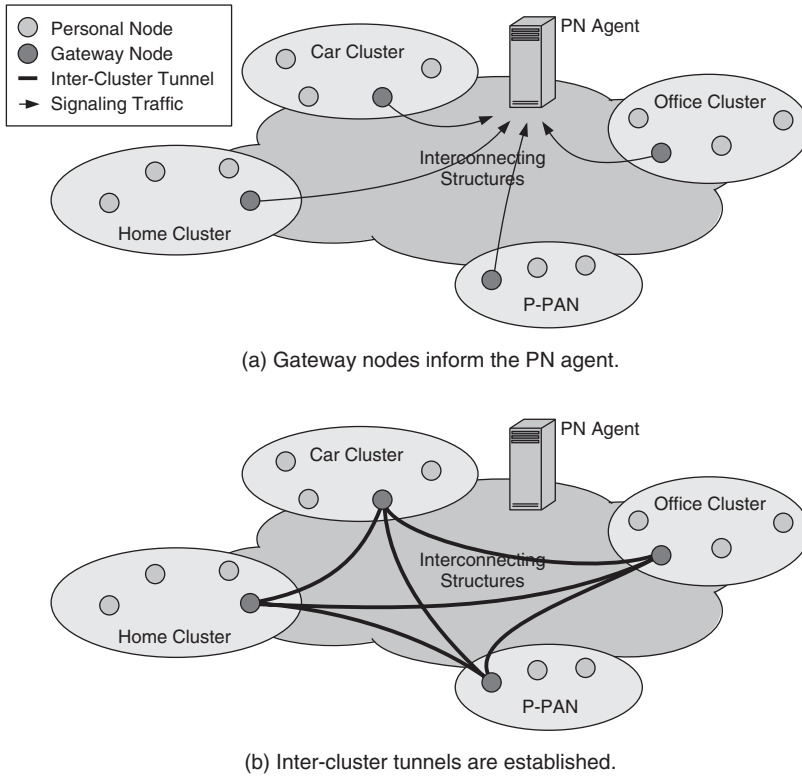 Personal Node
Gateway Node
Inter-Cluster Tunnel
Signaling Traffic
PN Agent
Car Cluster
Office Cluster
Interconnecting
Structures
Home Cluster
P-PAN
(a) Gateway nodes inform the PN agent.
PN Agent
Car Cluster
Office Cluster
Interconnecting
Structures
Home Cluster
P-PAN
(b) Inter-cluster tunnels are established.